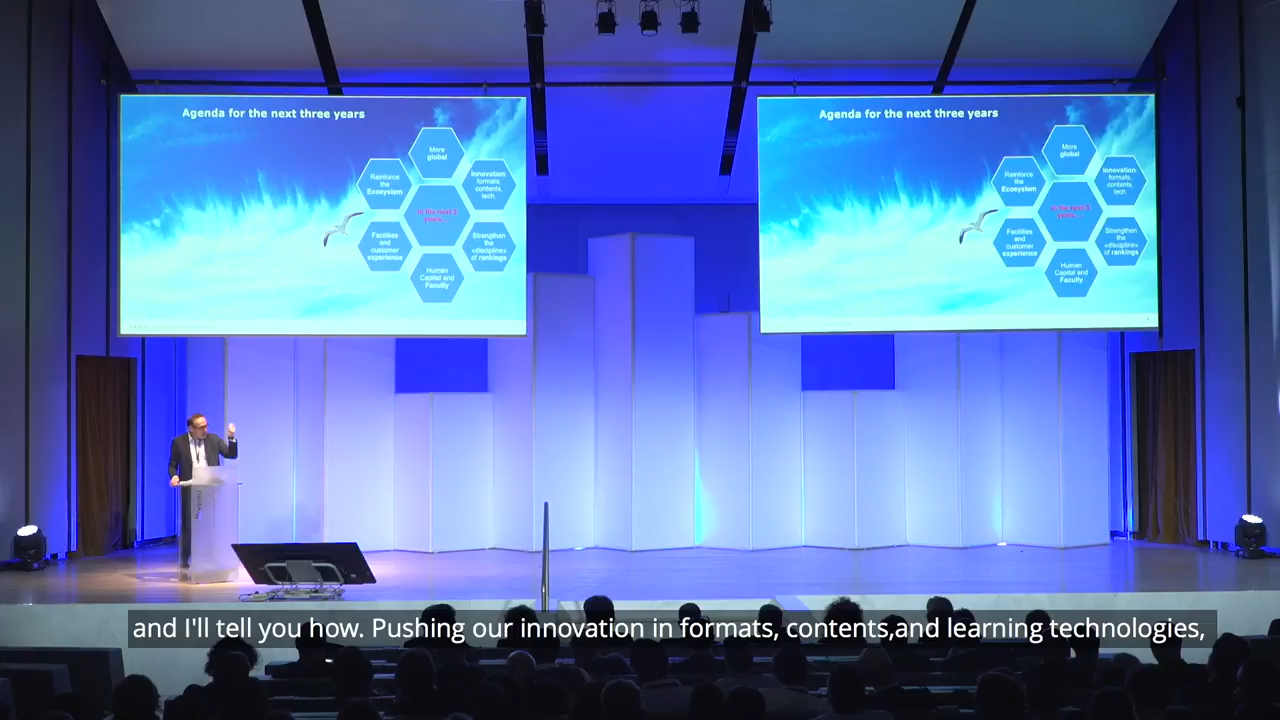 Agenda for the next three years
More
global
Reinforce
the
Ecosystem
Innovation:
formats,
contents,
tech.
in the next 3
years...
Facilities
and
customer
experience
Strengthen
the
«discipline»
of rankings
Human
Capital and
Faculty
Agenda for the next three years
More
global
Reinforce
the
Ecosystem
Innovation:
formats,
contents,
tech
in the next 3
years...
Facilities
and
customer
experience
Strengthen
the
«discipline»
of rankings
Human
Capital and
Faculty
and I'll tell you how. Pushing our innovation in formats, contents,and learning technologies,